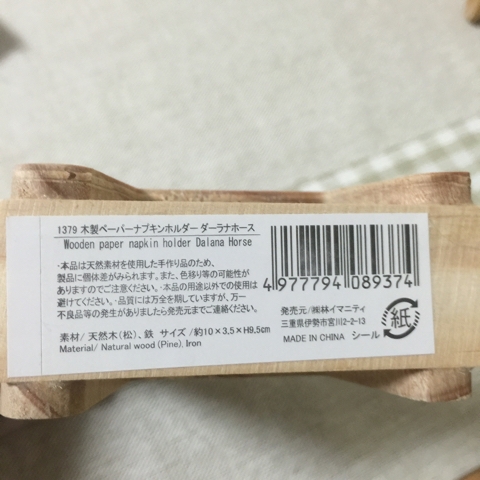 1379 木製ペーパーナプキンホルダー ダーラナホース
Wooden paper napkin holder Dalana Horse
・本品は天然素材を使用した手作り品のため、
製品に個体差がみられます。また、色移り等の可能性が
ありますのでご注意ください。・本品の用途以外での使用は
避けてください。・品質には万全を期していますが、万一
不良品等の発生がありましたら発売元までご連絡ください。
素材/ 天然木(松)、鉄 サイズ/約10×3.5×H9.5cm
Material/ Natural wood (Pine), Iron
4 977794 089374
発売元/㈱林イマニティ
三重県伊勢市宮川2-2-13
MADE IN CHINA シール
紙